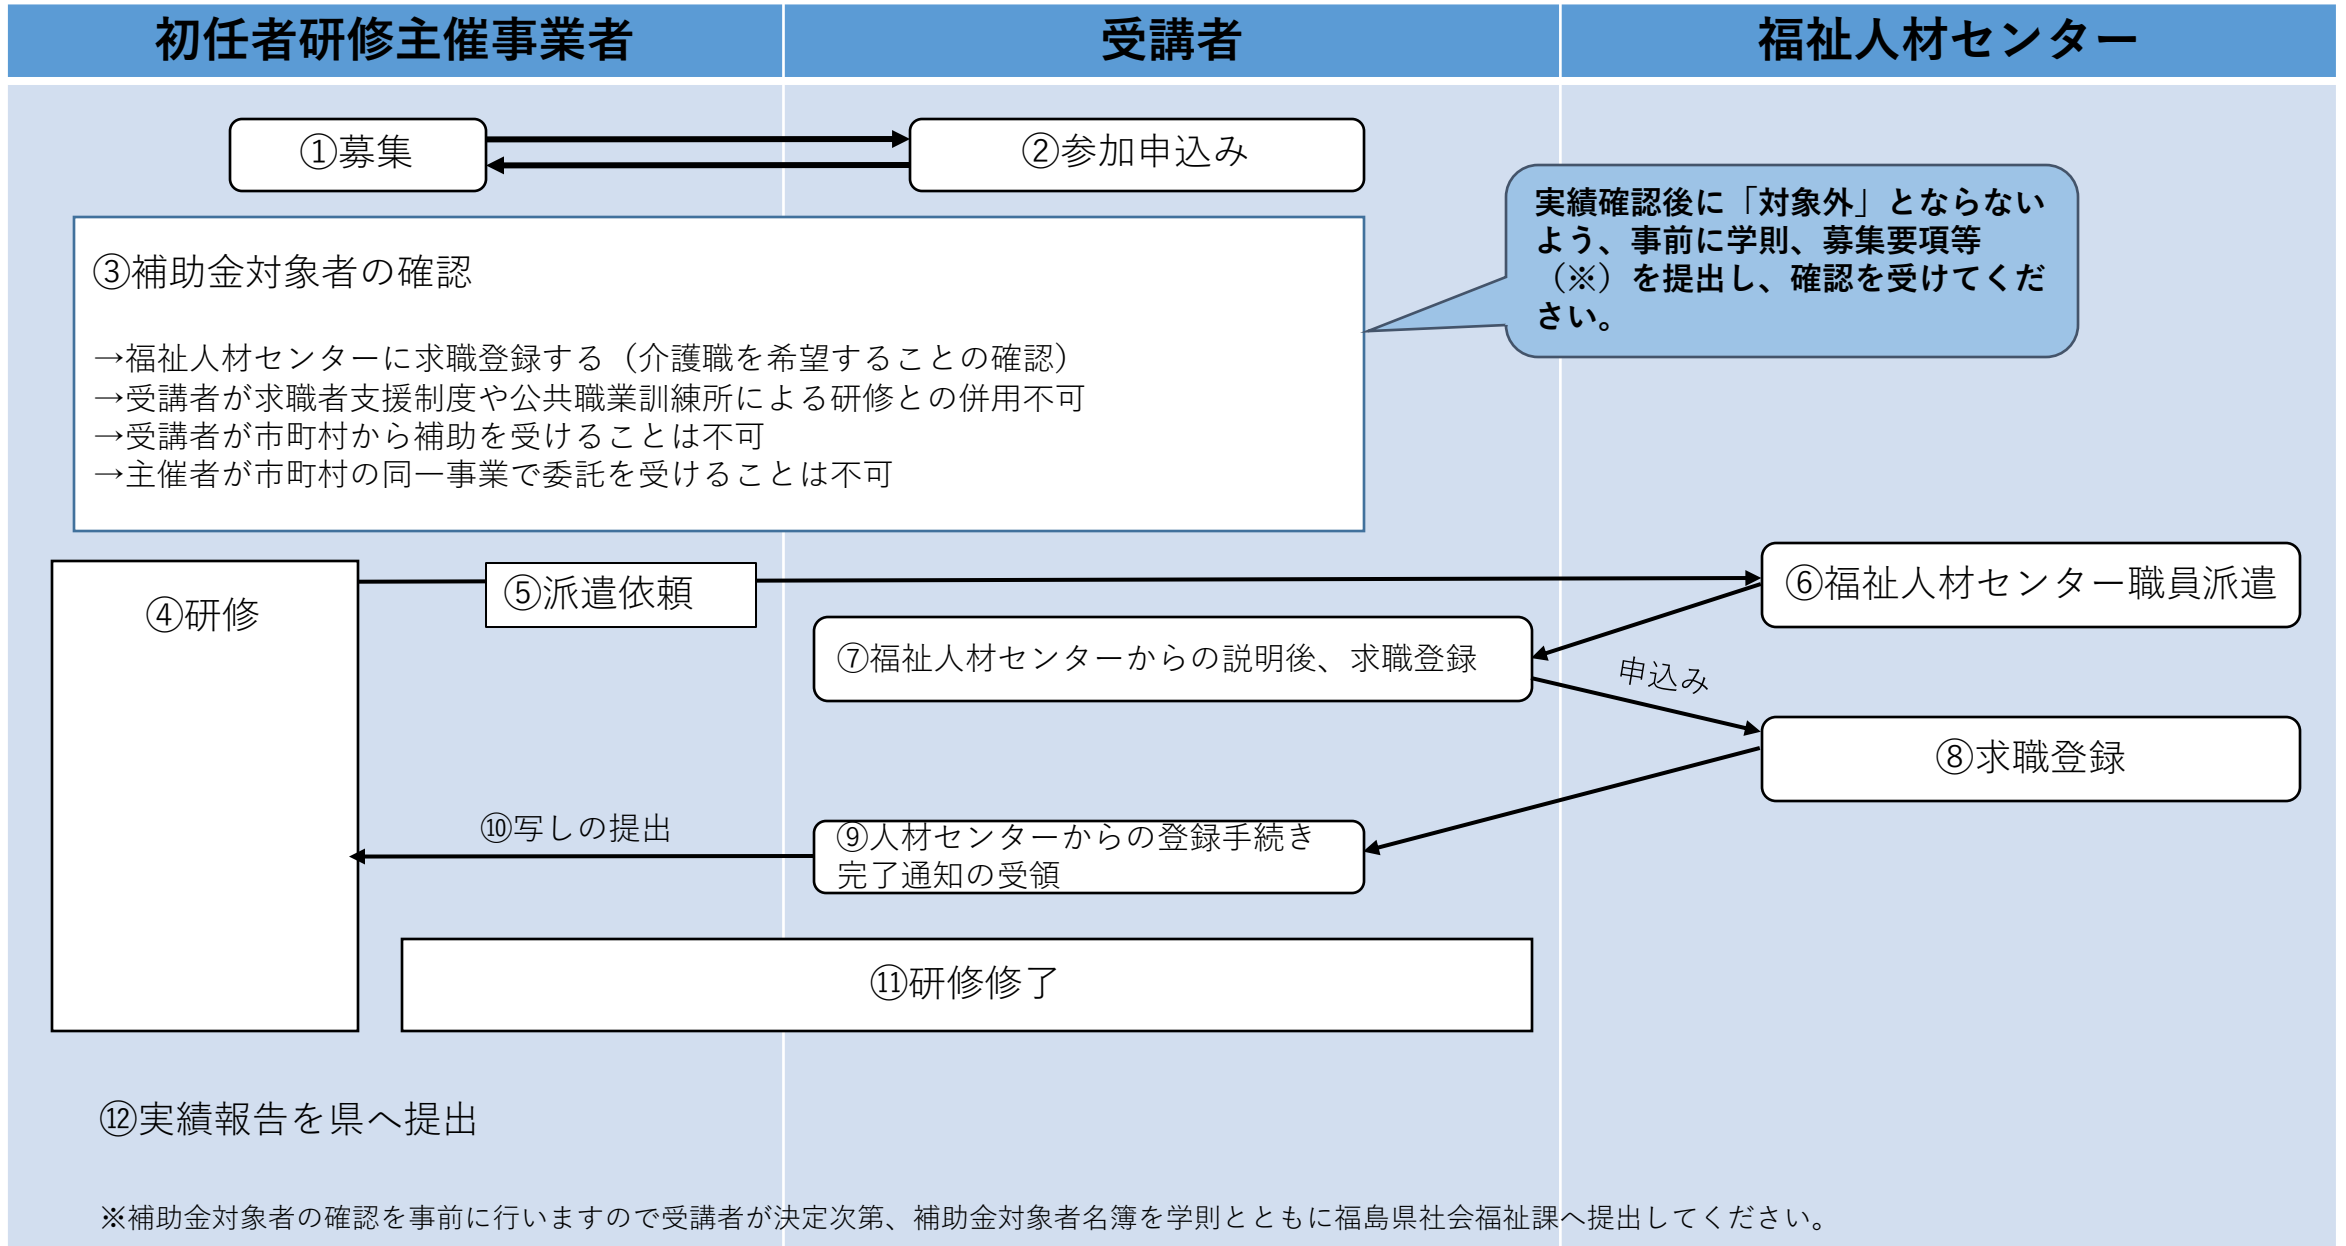 初任者研修主催事業者
受講者
福祉人材センター
①募集
②参加申込み
実績確認後に「対象外」とならない
よう、事前に学則、募集要項等
（※）を提出し、確認を受けてくだ
さい。
③補助金対象者の確認
→福祉人材センターに求職登録する（介護職を希望することの確認）
→受講者が求職者支援制度や公共職業訓練所による研修との併用不可
→受講者が市町村から補助を受けることは不可
→主催者が市町村の同一事業で委託を受けることは不可
④研修
⑤派遣依頼
⑥福祉人材センター職員派遣
⑦福祉人材センターからの説明後、求職登録
申込み
⑧求職登録
⑩写しの提出
⑨人材センターからの登録手続き
完了通知の受領
⑪研修修了
⑫実績報告を県へ提出
※補助金対象者の確認を事前に行いますので受講者が決定次第、補助金対象者名簿を学則とともに福島県社会福祉課へ提出してください。